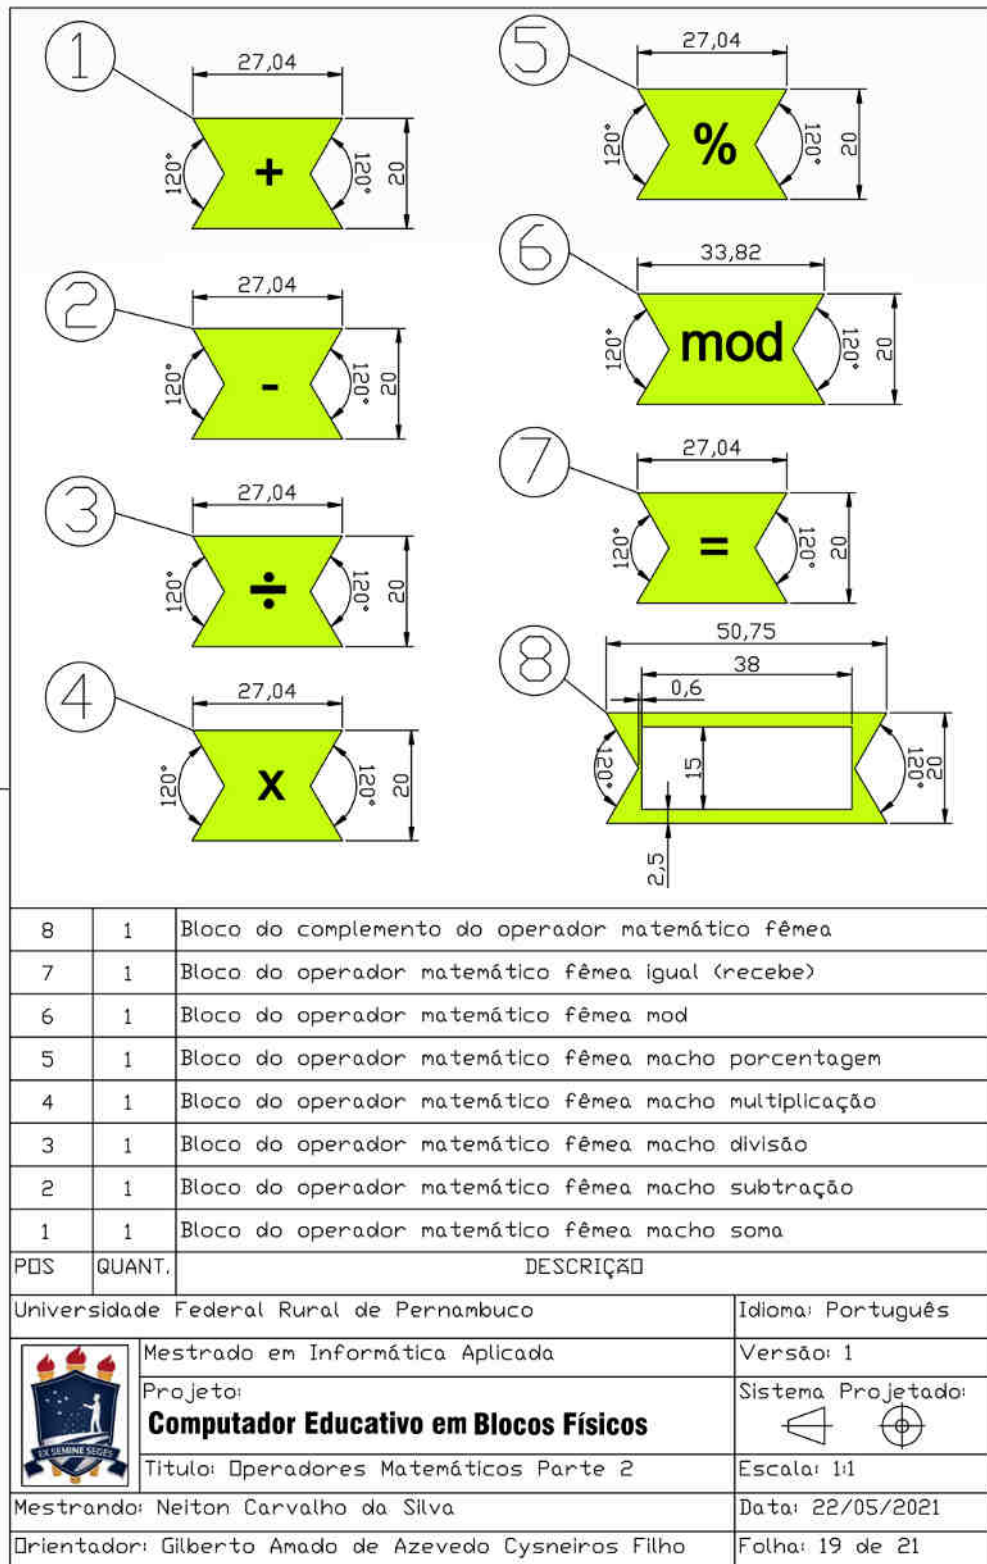 1
27,04
120°
+
120°
20
2
27,04
120°
-
120°
20
3
27,04
120°
÷
120°
20
4
27,04
120°
x
120°
20
5
27,04
120°
%
120°
20
6
33,82
120°
mod
120°
20
7
27,04
120°
=
120°
20
8
50,75
38
0,6
120°
15
120°
20
2,5
8 1 Bloco do complemento do operador matemático fêmea
7 1 Bloco do operador matemático fêmea igual (recebe)
6 1 Bloco do operador matemático fêmea mod
5 1 Bloco do operador matemático fêmea macho porcentagem
4 1 Bloco do operador matemático fêmea macho multiplicação
3 1 Bloco do operador matemático fêmea macho divisão
2 1 Bloco do operador matemático fêmea macho subtração
1 1 Bloco do operador matemático fêmea macho soma
POS QUANT. DESCRIÇÃO
Universidade Federal Rural de Pernambuco
Idioma: Português
Mestrado em Informática Aplicada
Versão: 1
Projeto:
Computador Educativo em Blocos Físicos
Sistema Projetado:
EX SEMINE SEGES
Titulo: Operadores Matemáticos Parte 2
Escala: 1:1
Mestrando: Neiton Carvalho da Silva
Data: 22/05/2021
Orientador: Gilberto Amado de Azevedo Cysneiros Filho
Folha: 19 de 21